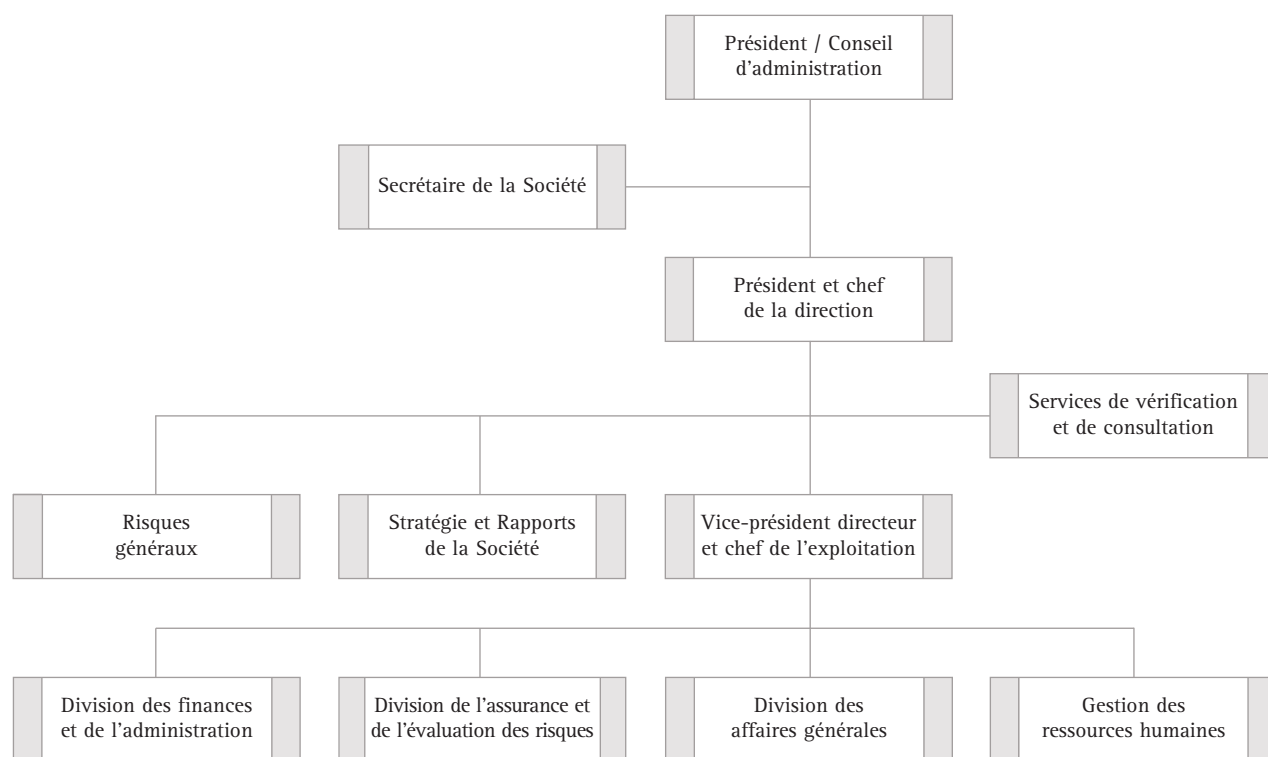 Président / Conseil
d'administration
Secrétaire de la Société
Président et chef
de la direction
Services de vérification
et de consultation
Risques
généraux
Stratégie et Rapports
de la Société
Vice-président directeur
et chef de l'exploitation
Division des finances
et de l'administration
Division de l'assurance et
de l'évaluation des risques
Division des
affaires générales
Gestion des
ressources humaines